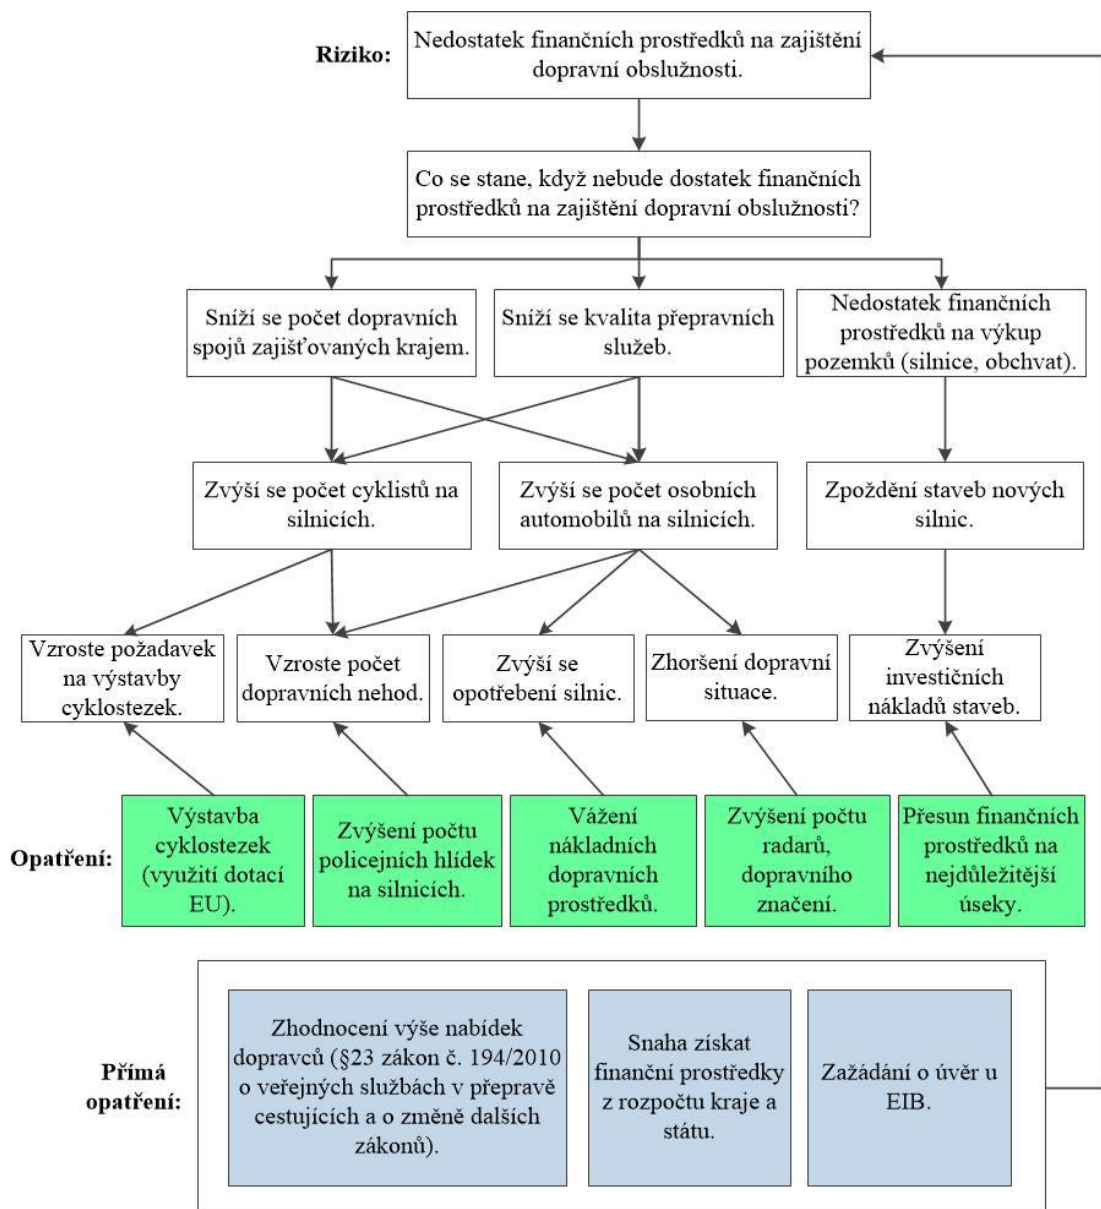 Riziko:
Nedostatek finančních prostředků na zajištění
dopravní obslužnosti.
Co se stane, když nebude dostatek finančních
prostředků na zajištění dopravní obslužnosti?
Sníží se počet dopravních
spojů zajišťovaných krajem.
Sníží se kvalita přepravních
služeb.
Nedostatek finančních
prostředků na výkup
pozemků (silnice, obchvat).
Zvýší se počet cyklistů na
silnicích.
Zvýší se počet osobních
automobilů na silnicích.
Zpoždění staveb nových
silnic.
Vzroste požadavek
na výstavby
cyklostezek.
Vzroste počet
dopravních nehod.
Zvýší se
opotřebení silnic.
Zhoršení dopravní
situace.
Zvýšení
investičních
nákladů staveb.
Opatření:
Výstavba
cyklostezek
(využití dotací
EU).
Zvýšení počtu
policejních hlídek
na silnicích.
Vážení
nákladních
dopravních
prostředků.
Zvýšení počtu
radarů,
dopravního
značení.
Přesun finančních
prostředků na
nejdůležitější
úseky.
Přímá
opatření:
Zhodnocení výše nabídek
dopravců (§23 zákon č. 194/2010
o veřejných službách v přepravě
cestujících a o změně dalších
zákonů).
Snaha získat
finanční prostředky
z rozpočtu kraje a
státu.
Zažádání o úvěr u
EIB.